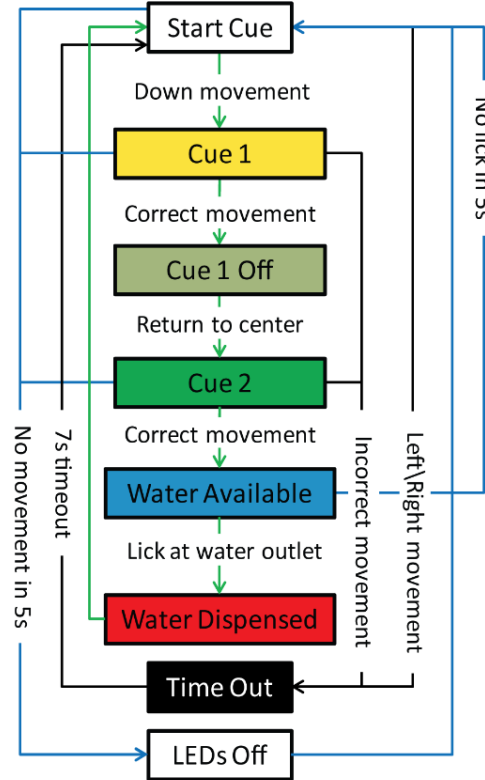 Start Cue
Down movement
Cue 1
Correct movement
Cue 1 Off
Return to center
Cue 2
Correct movement
Water Available
Lick at water outlet
Water Dispensed
Time Out
LEDs Off
No movement in 5s
7s timeout
Incorrect movement
Left\Right movement
No lick in 5s